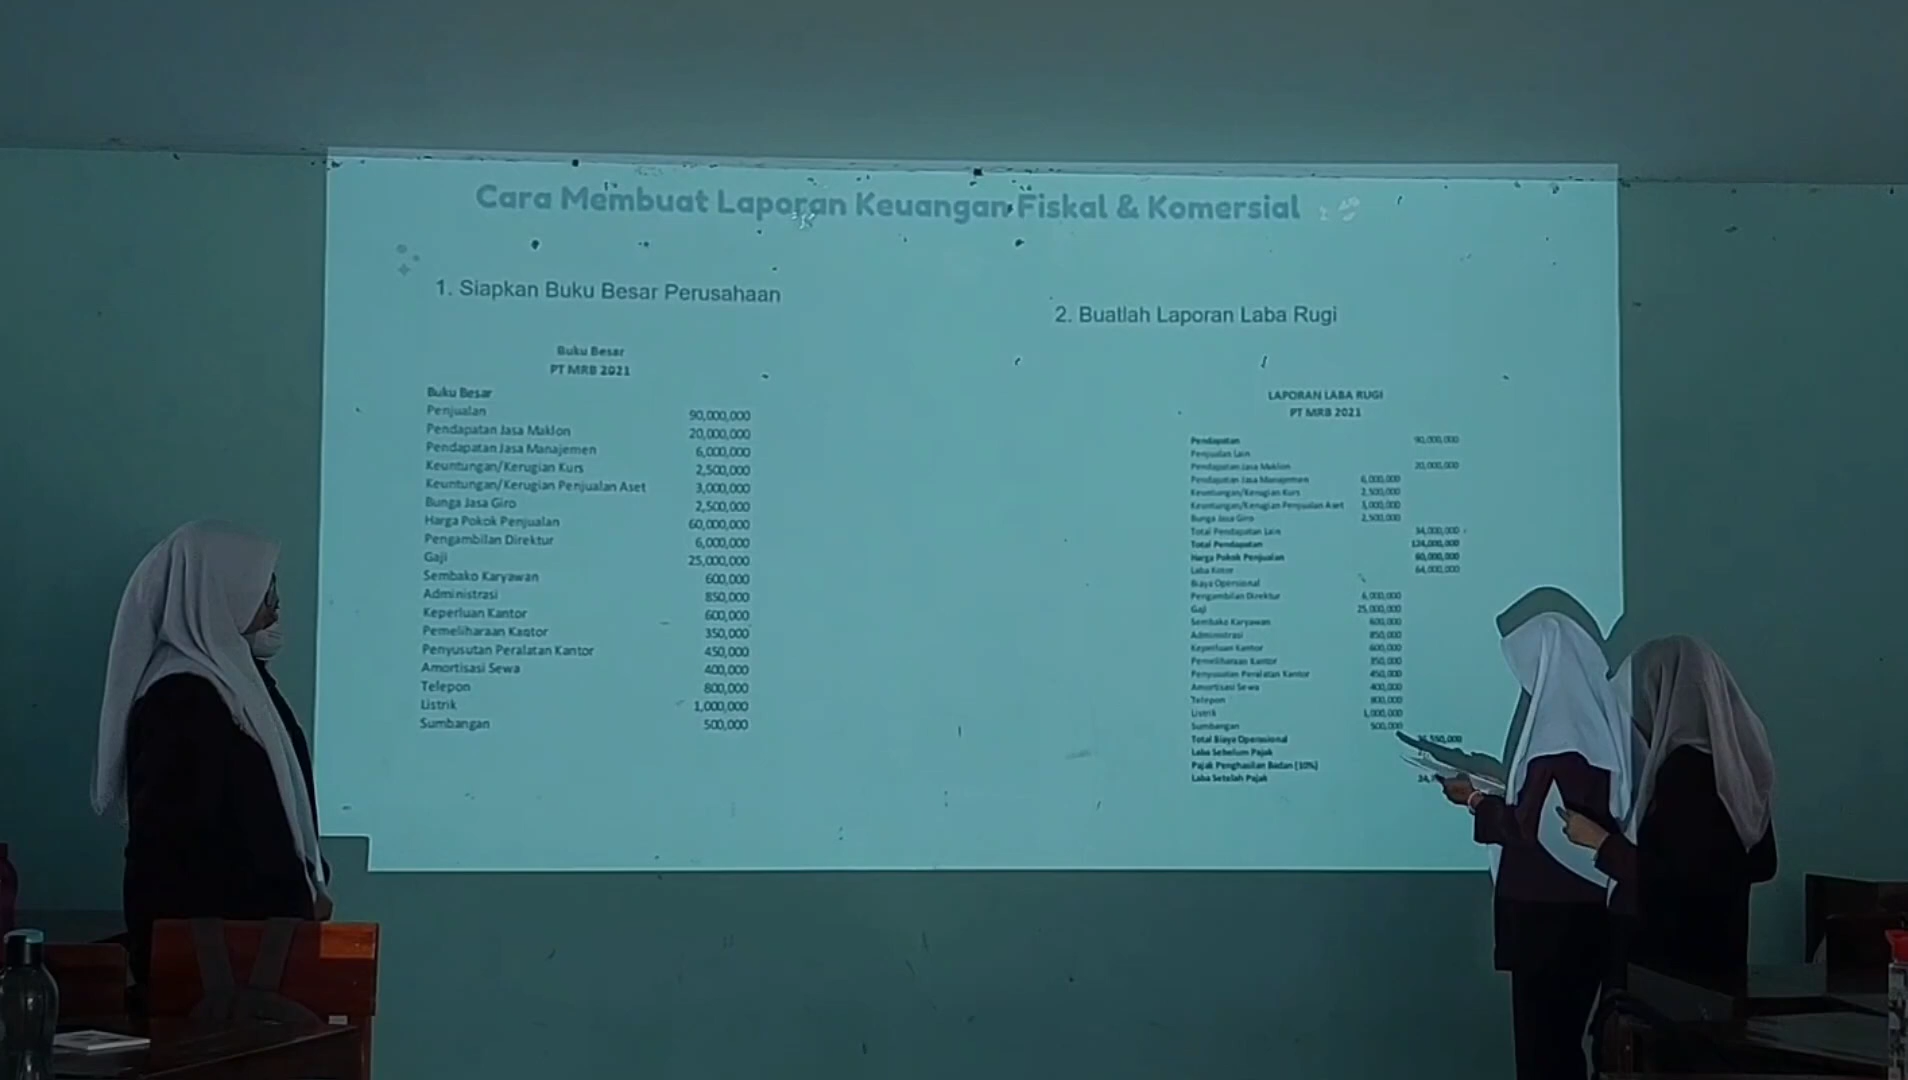 Cara Membuat Laporan Keuangan Fiskal & Komersial
1. Siapkan Buku Besar Perusahaan
Buku Besar
PT MRB 2021
Buku Besar
Penjualan 90,000,000
Pendapatan Jasa Maklon 20,000,000
Pendapatan Jasa Manajemen 6,000,000
Keuntungan/Kerugian Kurs 2,500,000
Keuntungan/Kerugian Penjualan Aset 3,000,000
Bunga Jasa Giro 2,500,000
Harga Pokok Penjualan 60,000,000
Pengambilan Direktur 6,000,000
Gaji 25,000,000
Sembako Karyawan 600,000
Administrasi 850,000
Keperluan Kantor 600,000
Pemeliharaan Kantor 350,000
Penyusutan Peralatan Kantor 450,000
Amortisasi Sewa 400,000
Telepon 800,000
Listrik 1,000,000
Sumbangan 500,000
2. Buatlah Laporan Laba Rugi
LAPORAN LABA RUGI
PT MRB 2021
Pendapatan 90,000,000
Penjualan Lain
Pendapatan Jasa Maklon 20,000,000
Pendapatan Jasa Manajemen 6,000,000
Keuntungan/Kerugian Kurs 2,500,000
Keuntungan/Kerugian Penjualan Aset 3,000,000
Bunga Jasa Giro 2,500,000
Total Pendapatan Lain 34,000,000
Total Pendapatan 124,000,000
Harga Pokok Penjualan 60,000,000
Laba Kotor 64,000,000
Biaya Operasional
Pengambilan Direktur 6,000,000
Gaji 25,000,000
Sembako Karyawan 600,000
Administrasi 850,000
Keperluan Kantor 600,000
Pemeliharaan Kantor 350,000
Penyusutan Peralatan Kantor 450,000
Amortisasi Sewa 400,000
Telepon 800,000
Listrik 1,000,000
Sumbangan 500,000
Total Biaya Operasional 36,550,000
Laba Sebelum Pajak
Pajak Penghasilan Badan (10%)
Laba Setelah Pajak